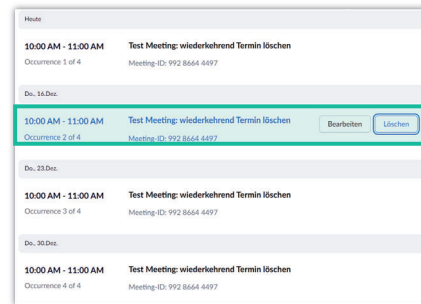 Heute
10:00 AM - 11:00 AM Test Meeting: wiederkehrend Termin löschen
Occurrence 1 of 4 Meeting-ID: 992 8664 4497
Do., 16.Dez.
10:00 AM - 11:00 AM Test Meeting: wiederkehrend Termin löschen Bearbeiten Löschen
Occurrence 2 of 4 Meeting-ID: 992 8664 4497
Do., 23.Dez.
10:00 AM - 11:00 AM Test Meeting: wiederkehrend Termin löschen
Occurrence 3 of 4 Meeting-ID: 992 8664 4497
Do., 30.Dez.
10:00 AM - 11:00 AM Test Meeting: wiederkehrend Termin löschen
Occurrence 4 of 4 Meeting-ID: 992 8664 4497